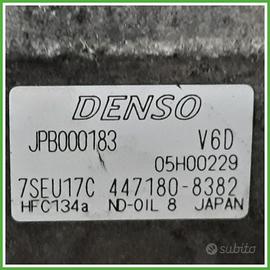 DENSO
JPB000183 V6D
05H00229
7SEU17C 447180-8382
HFC134a ND-OIL 8 JAPAN
subito